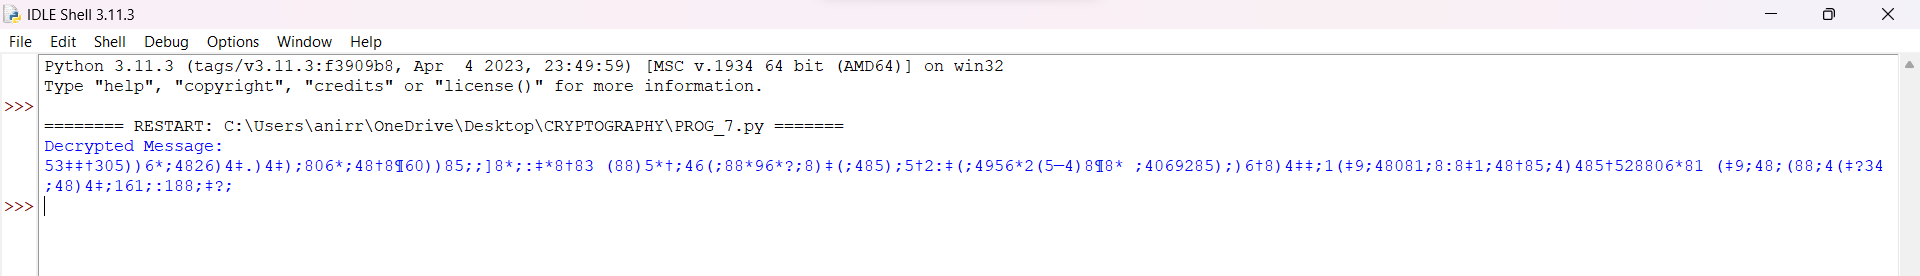 IDLE Shell 3.11.3
File Edit Shell Debug Options Window Help
Python 3.11.3 (tags/v3.11.3:f3909b8, Apr  4 2023, 23:49:59) [MSC v.1934 64 bit (AMD64)] on win32
Type "help", "copyright", "credits" or "license()" for more information.
>>>
======== RESTART: C:\Users\anirr\OneDrive\Desktop\CRYPTOGRAPHY\PROG_7.py =======
Decrypted Message:
53‡‡†305))6*;4826)4‡.)4‡);806*;48†8¶60))85;;]8*;:‡*8†83 (88)5*†;46(;88*96*?;8)‡(;485);5†2:‡(;4956*2(5—4)8¶8* ;4069285);)6†8)4‡‡;1(‡9;48081;8:8‡1;48†85;4)485†528806*81 (‡9;48;(88;4(‡?34
;48)4‡;161;:188;‡?;
>>>